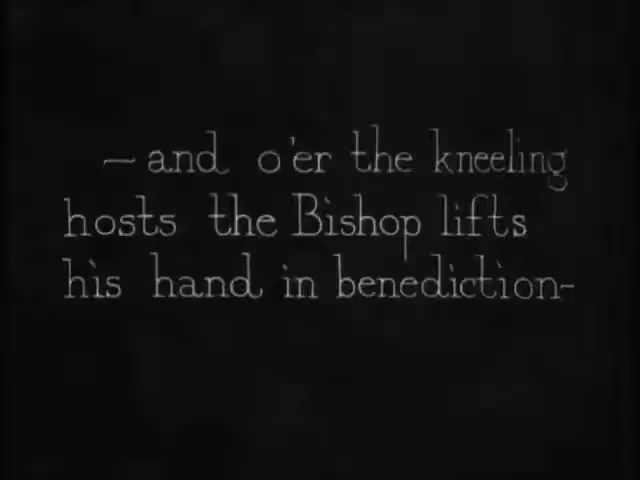 — and o'er the kneeling
hosts the Bishop lifts
his hand in benediction-